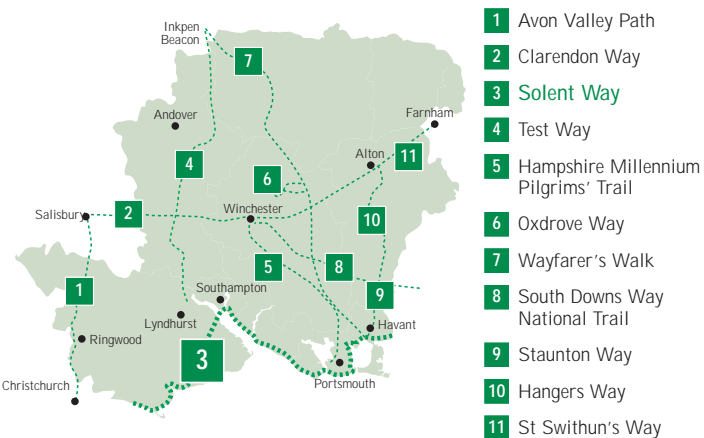 Inkpen
Beacon
7
Andover
Farnham
4
Alton
11
6
Salisbury
2
Winchester
10
5
8
1
Southampton
9
Lyndhurst
Havant
Ringwood
3
Christchurch
Portsmouth
1 Avon Valley Path
2 Clarendon Way
3 Solent Way
4 Test Way
5 Hampshire Millennium
Pilgrims' Trail
6 Oxdrove Way
7 Wayfarer's Walk
8 South Downs Way
National Trail
9 Staunton Way
10 Hangers Way
11 St Swithun's Way